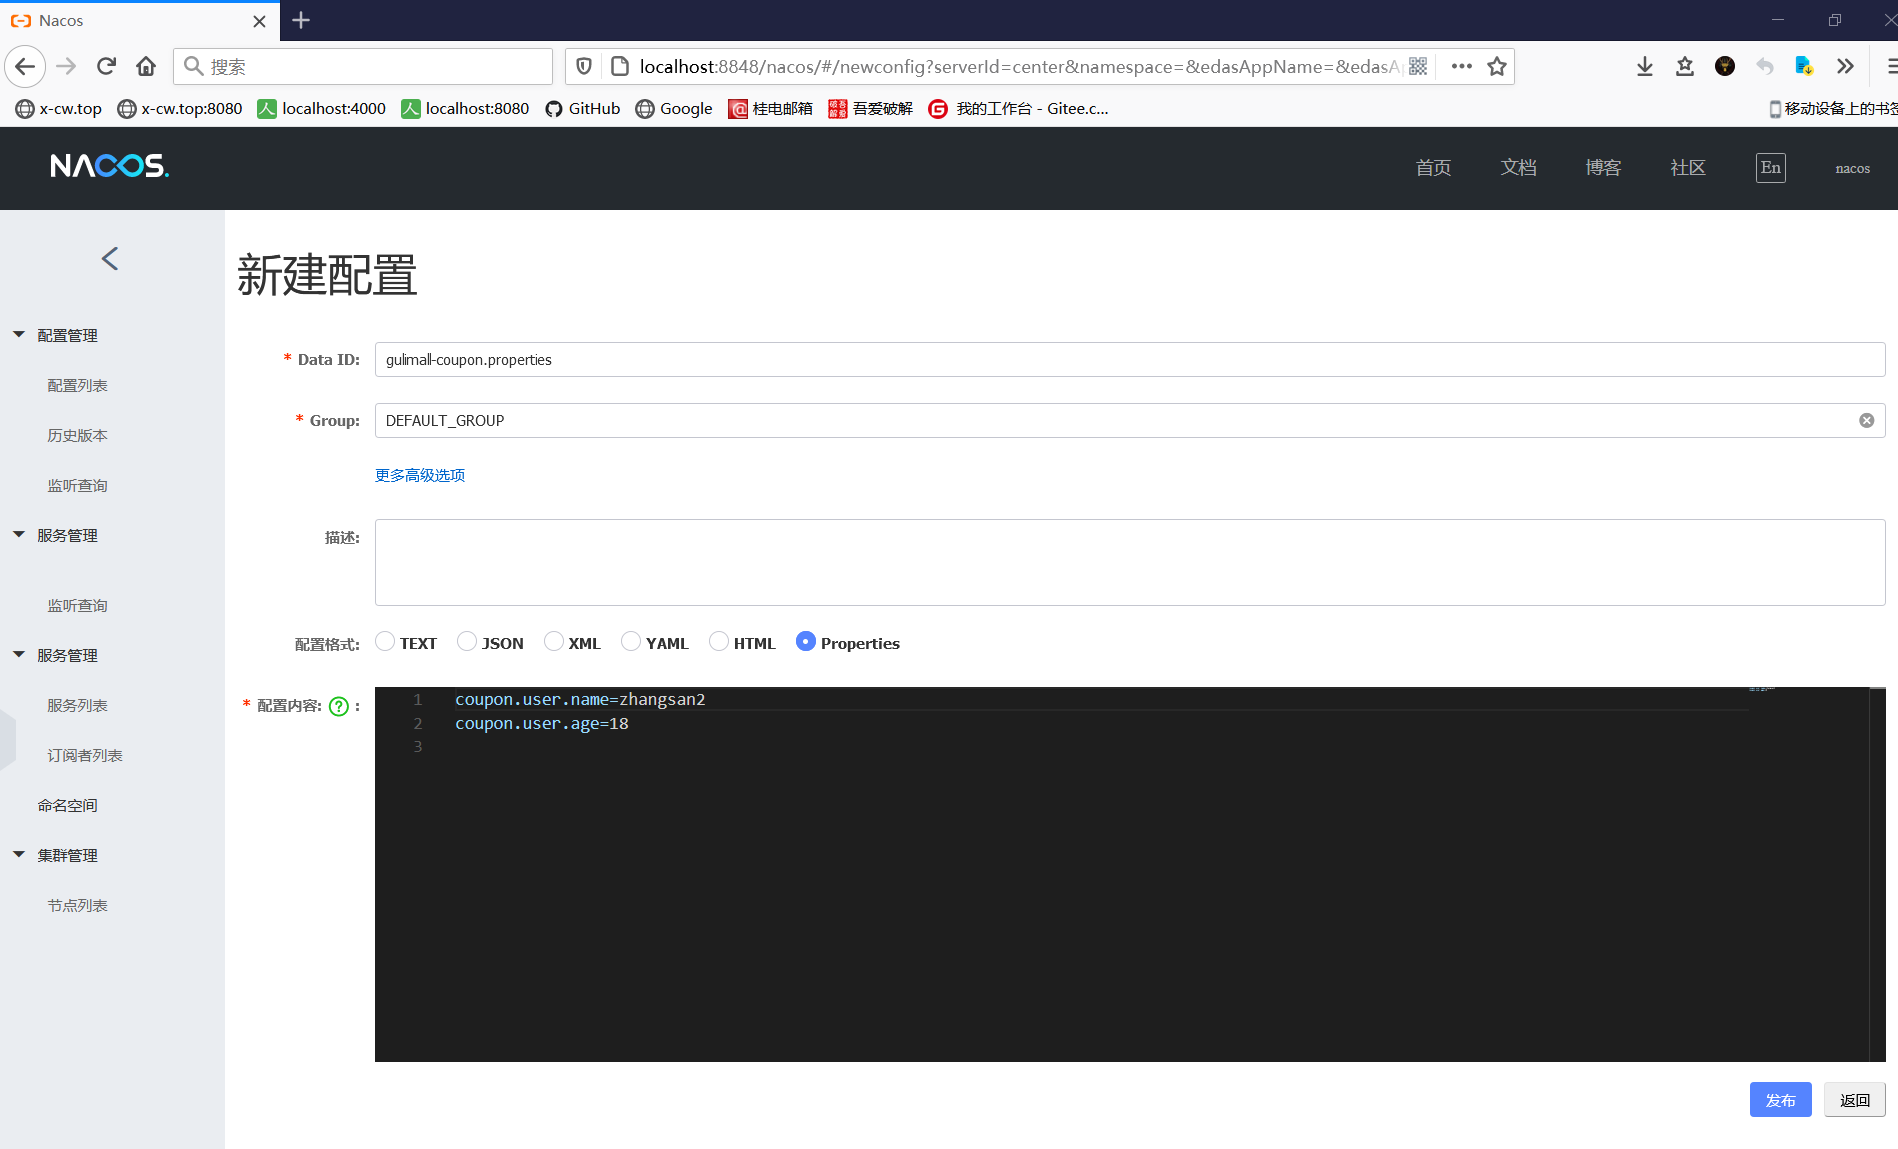 Nacos
搜索
localhost:8848/nacos/#/newconfig?serverId=center&namespace=&edasAppName=&edasA
x-cw.top
x-cw.top:8080
localhost:4000
localhost:8080
GitHub
Google
桂电邮箱
吾爱破解
我的工作台 - Gitee.c...
移动设备上的书签
NACOS.
首页
文档
博客
社区
En
nacos
配置管理
配置列表
历史版本
监听查询
服务管理
监听查询
服务管理
服务列表
订阅者列表
命名空间
集群管理
节点列表
新建配置
* Data ID: gulimall-coupon.properties
* Group: DEFAULT_GROUP
更多高级选项
描述:
配置格式: TEXT JSON XML YAML HTML Properties
* 配置内容: ? :
1 coupon.user.name=zhangsan2
2 coupon.user.age=18
3
发布
返回